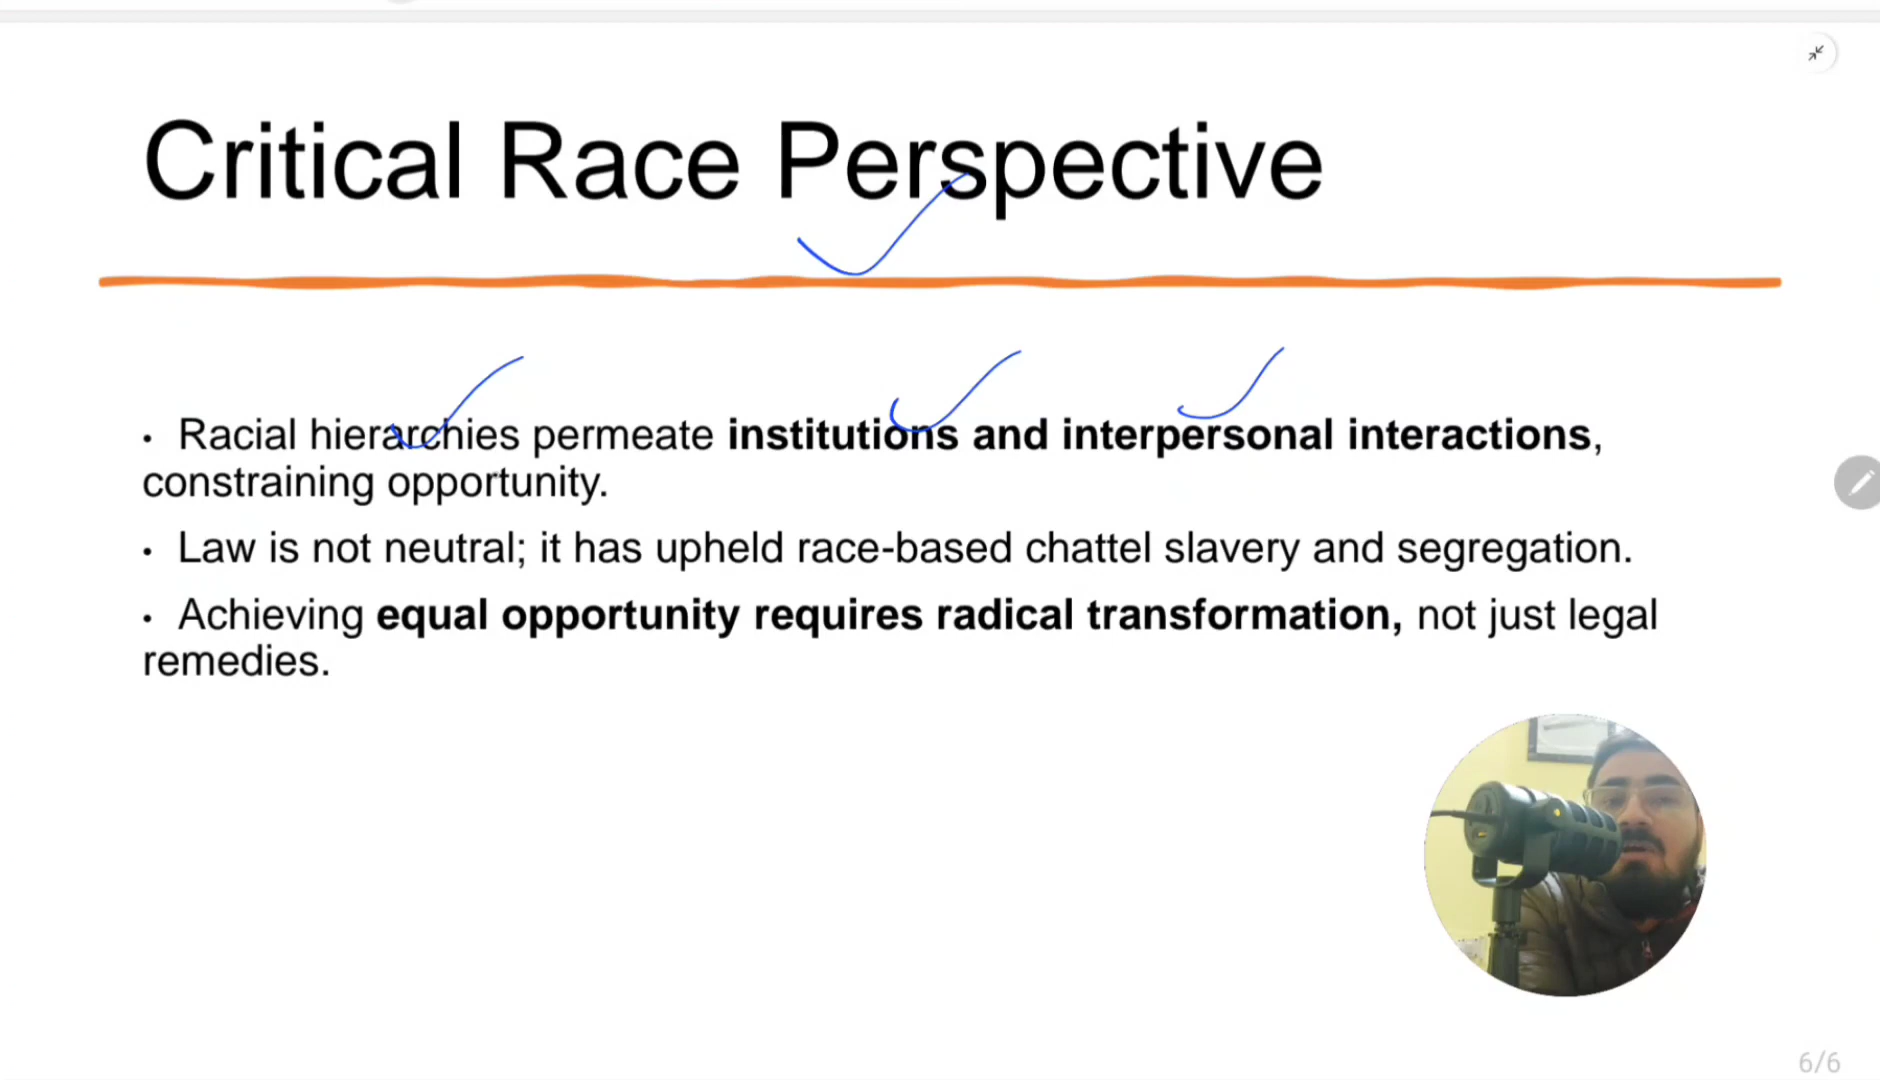 Critical Race Perspective
• Racial hierarchies permeate institutions and interpersonal interactions,
constraining opportunity.
• Law is not neutral; it has upheld race-based chattel slavery and segregation.
• Achieving equal opportunity requires radical transformation, not just legal
remedies.
6/6